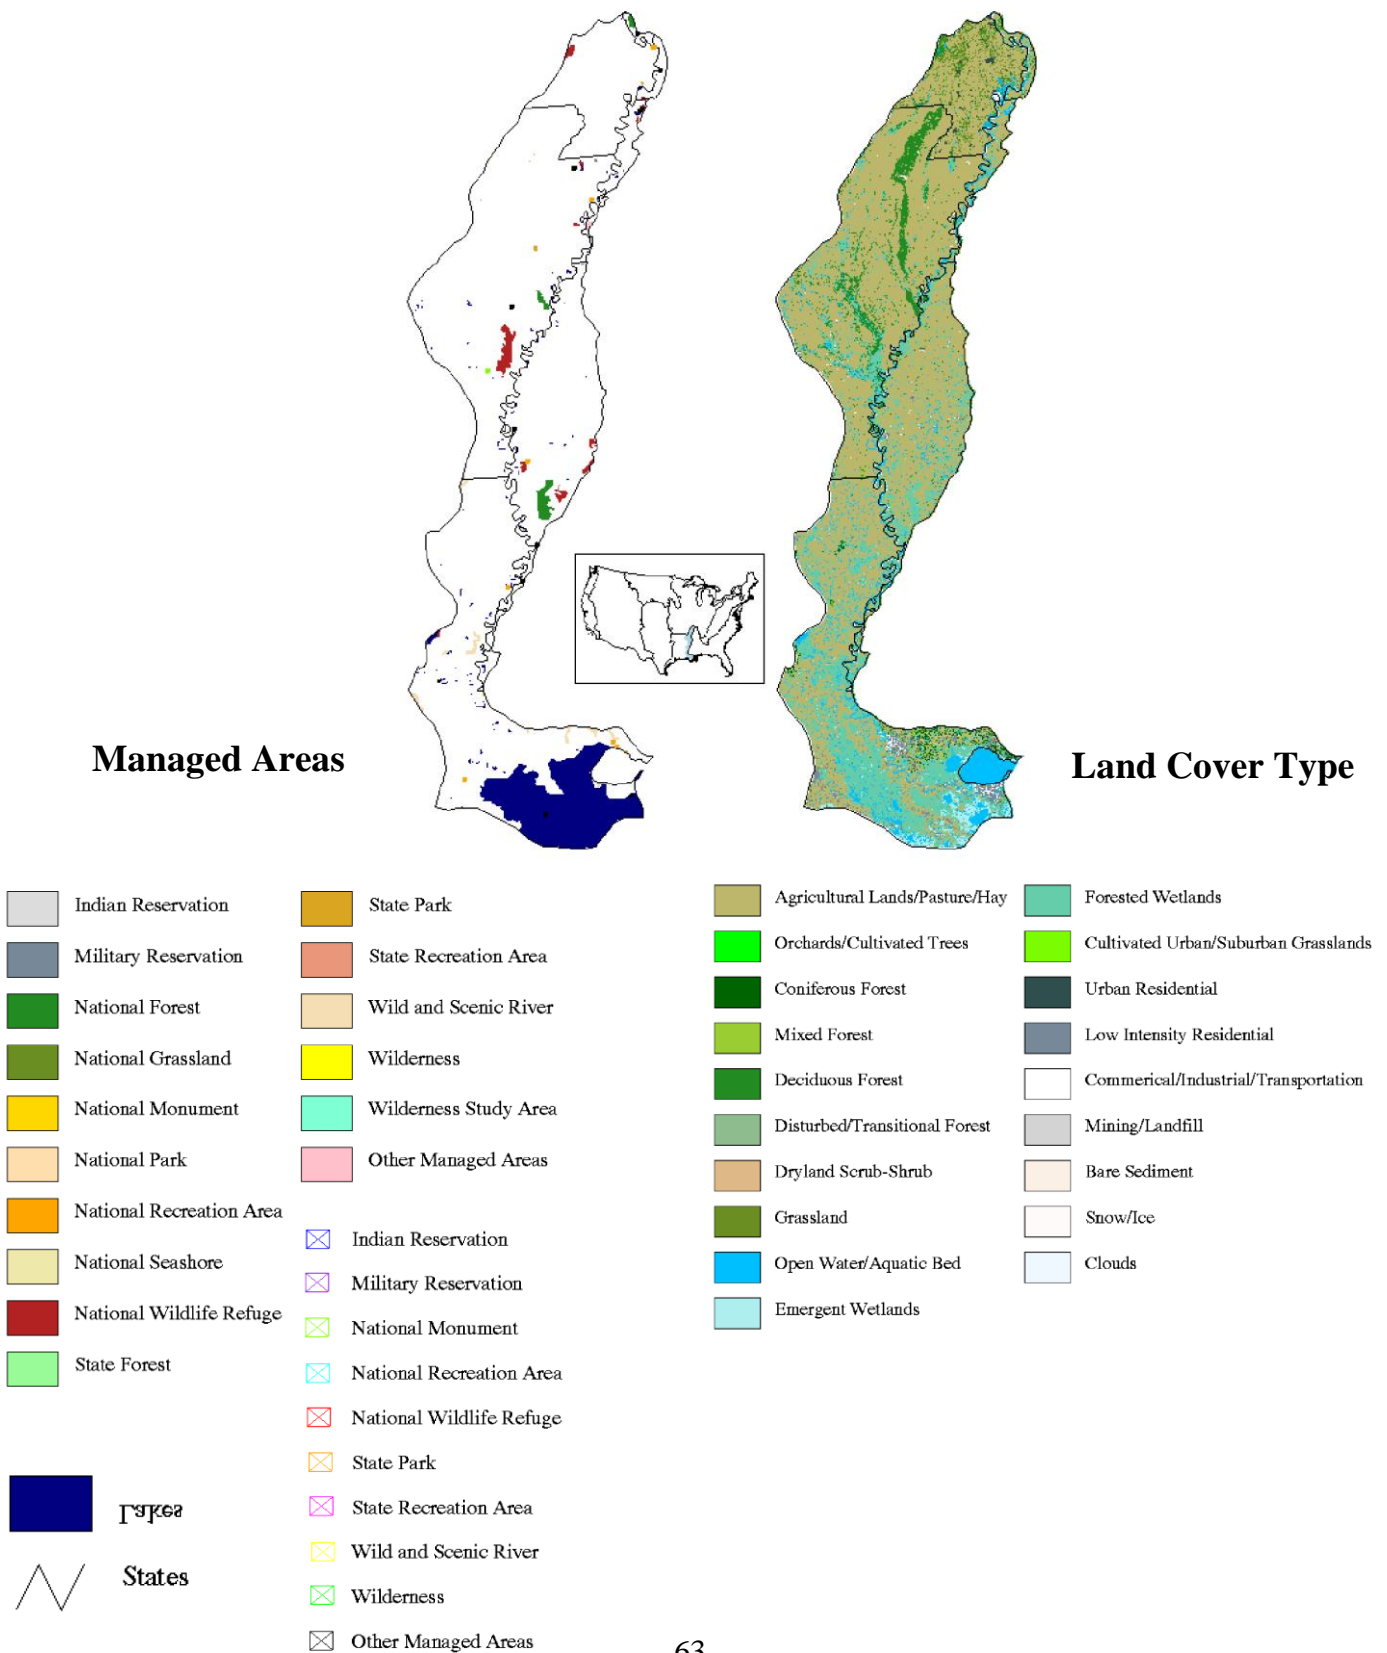 Managed Areas
Land Cover Type
Indian Reservation
Military Reservation
National Forest
National Grassland
National Monument
National Park
National Recreation Area
National Seashore
National Wildlife Refuge
State Forest
State Park
State Recreation Area
Wild and Scenic River
Wilderness
Wilderness Study Area
Other Managed Areas
Indian Reservation
Military Reservation
National Monument
National Recreation Area
National Wildlife Refuge
State Park
State Recreation Area
Wild and Scenic River
Wilderness
Other Managed Areas
Lakes
States
Agricultural Lands/Pasture/Hay
Orchards/Cultivated Trees
Coniferous Forest
Mixed Forest
Deciduous Forest
Disturbed/Transitional Forest
Dryland Scrub-Shrub
Grassland
Open Water/Aquatic Bed
Emergent Wetlands
Forested Wetlands
Cultivated Urban/Suburban Grasslands
Urban Residential
Low Intensity Residential
Commerical/Industrial/Transportation
Mining/Landfill
Bare Sediment
Snow/Ice
Clouds
63